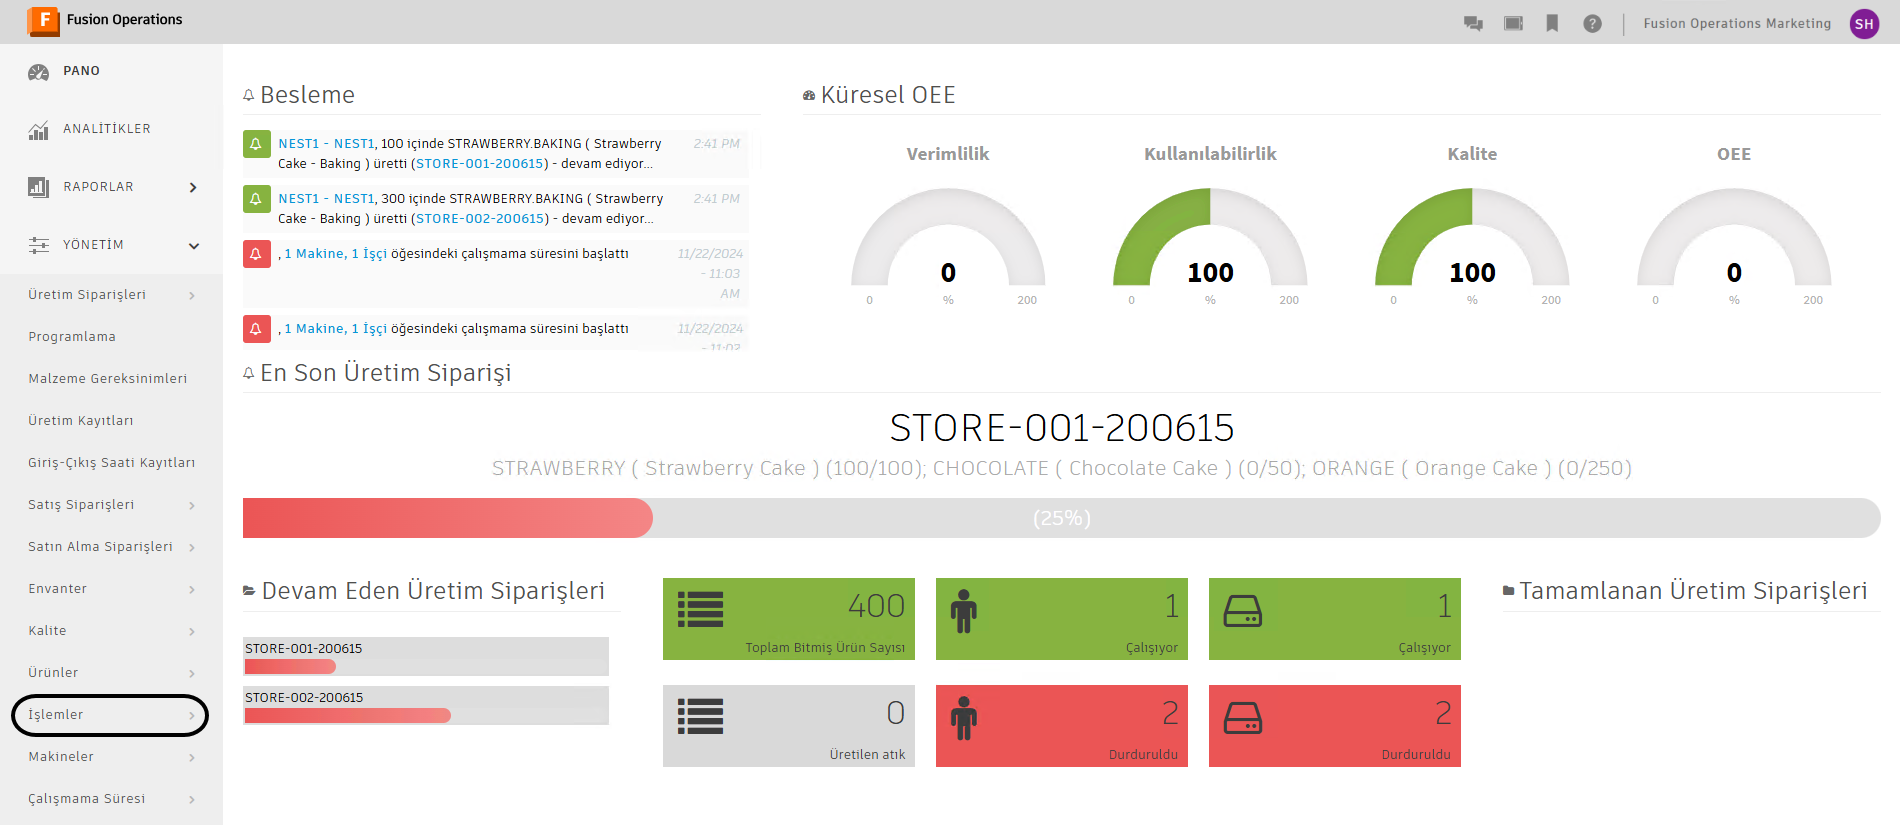 Fusion Operations
Fusion Operations Marketing
SH
PANO
ANALİTİKLER
RAPORLAR
YÖNETİM
Üretim Siparişleri
Programlama
Malzeme Gereksinimleri
Üretim Kayıtları
Giriş-Çıkış Saati Kayıtları
Satış Siparişleri
Satın Alma Siparişleri
Envanter
Kalite
Ürünler
İşlemler
Makineler
Çalışmama Süresi
Besleme
NEST1 - NEST1, 100 içinde STRAWBERRY.BAKING ( Strawberry
Cake - Baking ) üretti (STORE-001-200615) - devam ediyor...
2:41 PM
NEST1 - NEST1, 300 içinde STRAWBERRY.BAKING ( Strawberry
Cake - Baking ) üretti (STORE-002-200615) - devam ediyor...
2:41 PM
, 1 Makine, 1 İşçi öğesindeki çalışmama süresini başlattı
11/22/2024
- 11:03
AM
, 1 Makine, 1 İşçi öğesindeki çalışmama süresini başlattı
11/22/2024
- 11:02
Küresel OEE
Verimlilik
0
0 % 200
Kullanılabilirlik
100
0 % 200
Kalite
100
0 % 200
OEE
0
0 % 200
En Son Üretim Siparişi
STORE-001-200615
STRAWBERRY ( Strawberry Cake ) (100/100); CHOCOLATE ( Chocolate Cake ) (0/50); ORANGE ( Orange Cake ) (0/250)
(25%)
Devam Eden Üretim Siparişleri
STORE-001-200615
STORE-002-200615
400
Toplam Bitmiş Ürün Sayısı
1
Çalışıyor
1
Çalışıyor
0
Üretilen atık
2
Durduruldu
2
Durduruldu
Tamamlanan Üretim Siparişleri